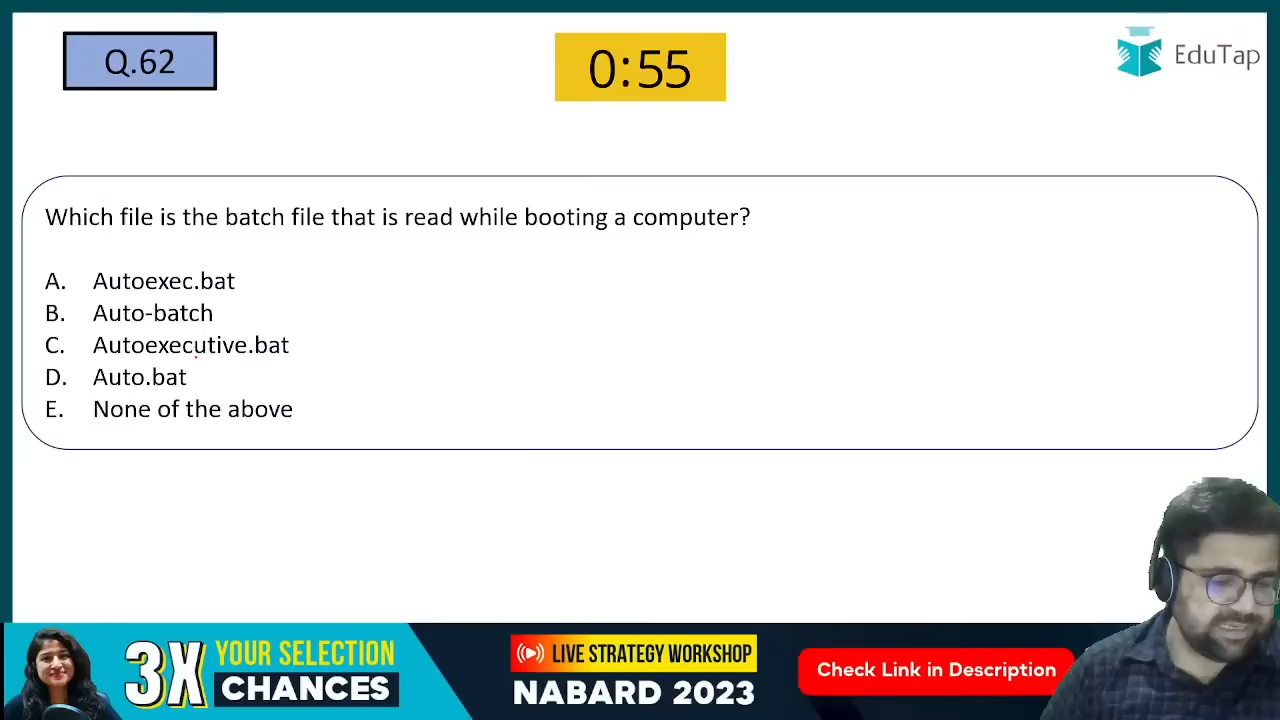 Q.62
0:55
EduTap
Which file is the batch file that is read while booting a computer?
A. Autoexec.bat
B. Auto-batch
C. Autoexecutive.bat
D. Auto.bat
E. None of the above
3X YOUR SELECTION CHANCES
LIVE STRATEGY WORKSHOP
NABARD 2023
Check Link in Description